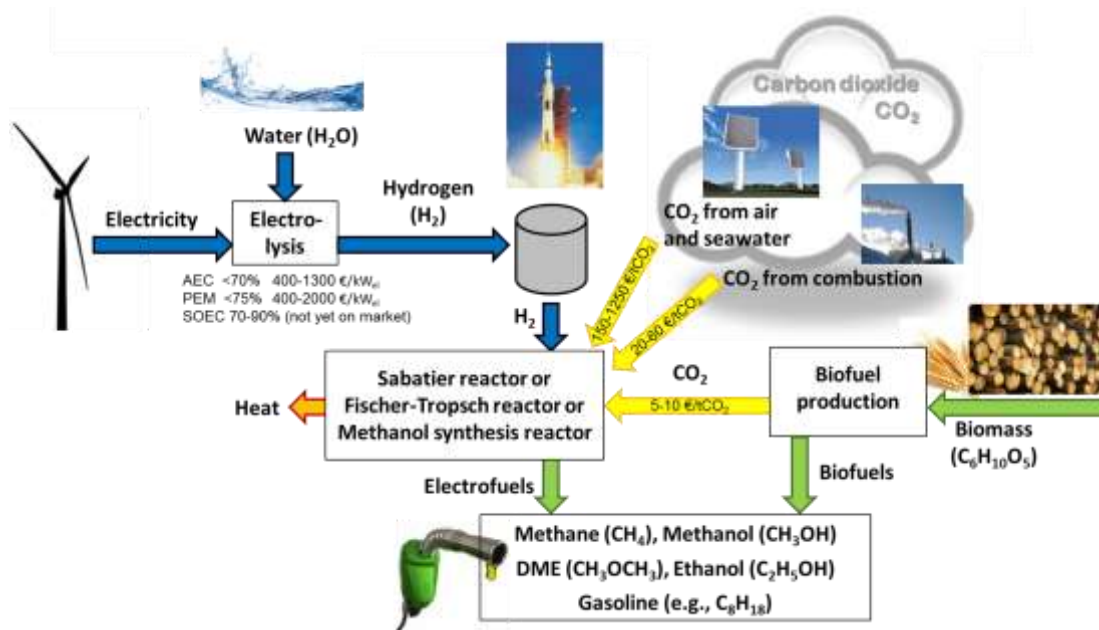 Carbon dioxide
CO₂
Water (H₂O)
Hydrogen
(H₂)
Electricity
Electro-
lysis
CO₂ from air
and seawater
CO₂ from combustion
AEC <70% 400-1300 €/kWₑₗ
PEM <75% 400-2000 €/kWₑₗ
SOEC 70-90% (not yet on market)
150-1250 €/tCO₂
20-60 €/tCO₂
H₂
Sabatier reactor or
Fischer-Tropsch reactor or
Methanol synthesis reactor
Heat
CO₂
5-10 €/tCO₂
Biofuel
production
Biomass
(C₆H₁₀O₅)
Electrofuels
Biofuels
Methane (CH₄), Methanol (CH₃OH)
DME (CH₃OCH₃), Ethanol (C₂H₅OH)
Gasoline (e.g., C₈H₁₈)